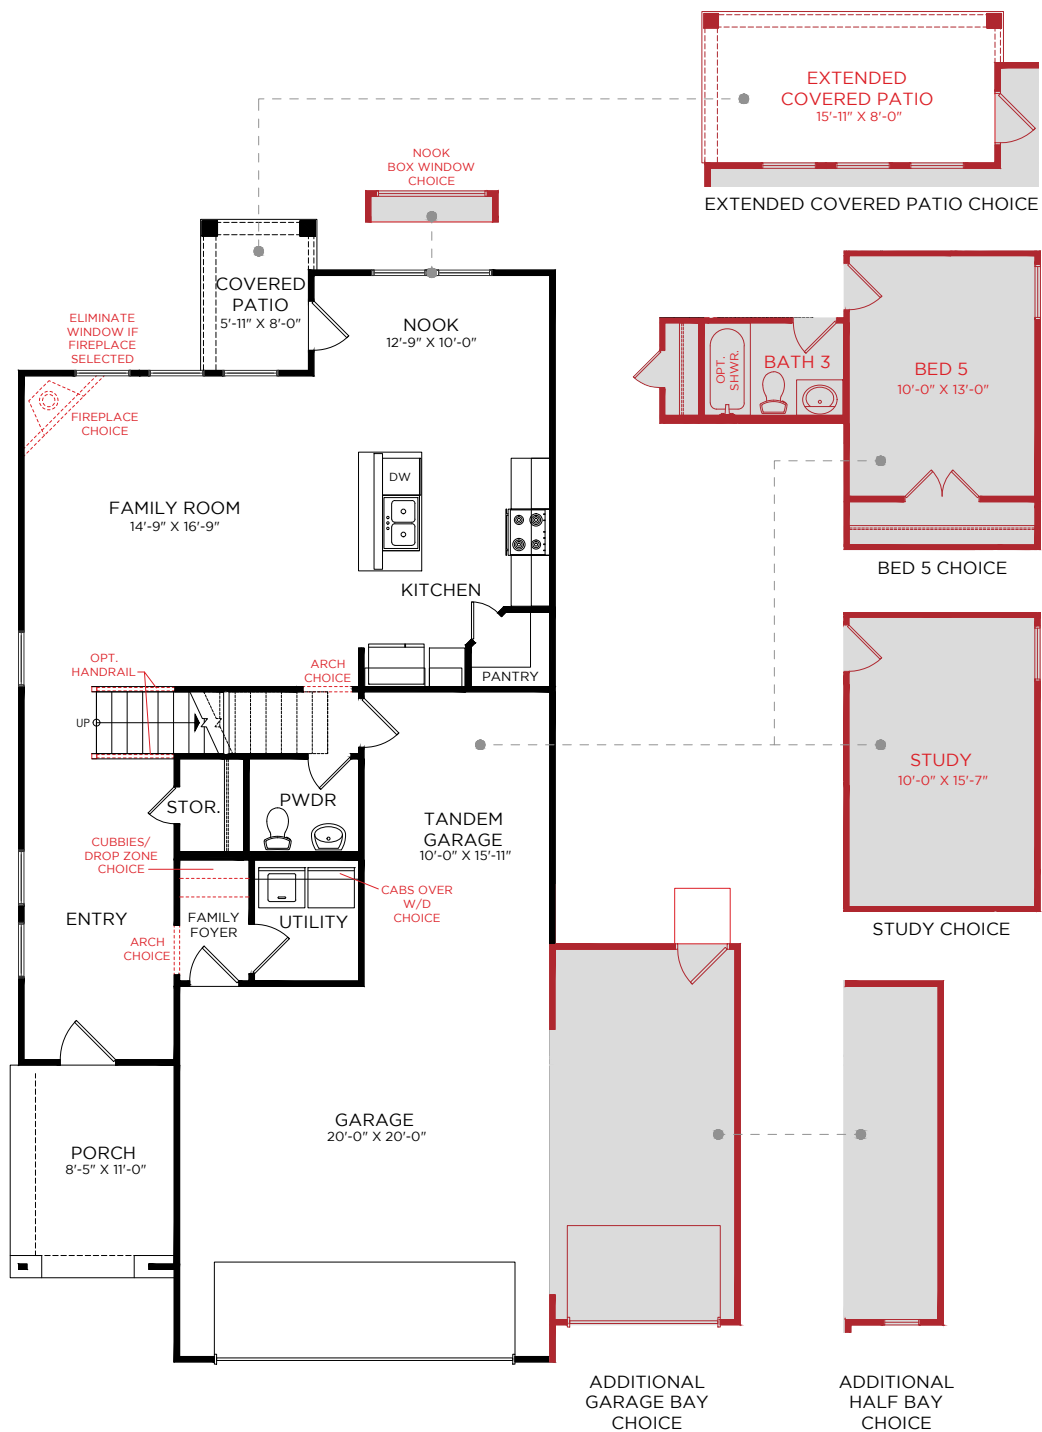 EXTENDED
COVERED PATIO
15'-11" X 8'-0"
EXTENDED COVERED PATIO CHOICE
NOOK
BOX WINDOW
CHOICE
COVERED
PATIO
5'-11" X 8'-0"
NOOK
12'-9" X 10'-0"
ELIMINATE
WINDOW IF
FIREPLACE
SELECTED
FIREPLACE
CHOICE
OPT.
SHWR.
BATH 3
BED 5
10'-0" X 13'-0"
BED 5 CHOICE
DW
FAMILY ROOM
14'-9" X 16'-9"
KITCHEN
PANTRY
OPT.
HANDRAIL
ARCH
CHOICE
UP
STOR.
PWDR
TANDEM
GARAGE
10'-0" X 15'-11"
STUDY
10'-0" X 15'-7"
STUDY CHOICE
CUBBIES/
DROP ZONE
CHOICE
CABS OVER
W/D
CHOICE
ENTRY
FAMILY
FOYER
UTILITY
ARCH
CHOICE
GARAGE
20'-0" X 20'-0"
PORCH
8'-5" X 11'-0"
ADDITIONAL
GARAGE BAY
CHOICE
ADDITIONAL
HALF BAY
CHOICE